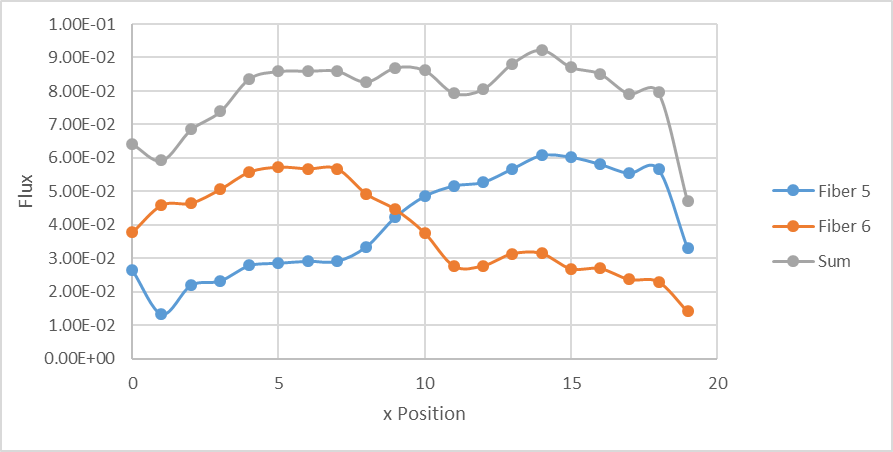 1.00E-01
9.00E-02
8.00E-02
7.00E-02
6.00E-02
5.00E-02
4.00E-02
3.00E-02
2.00E-02
1.00E-02
0.00E+00
Flux
0 5 10 15 20
x Position
Fiber 5
Fiber 6
Sum